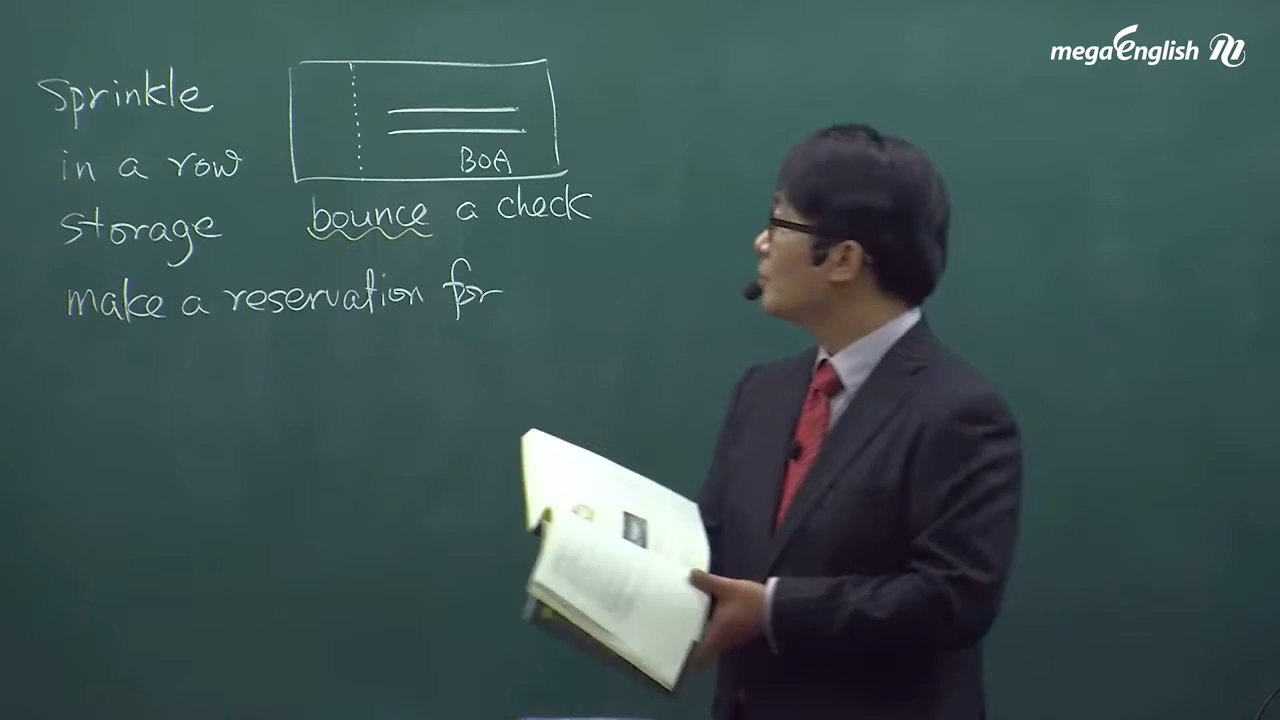 megaEnglish
Sprinkle
in a row
storage
make a reservation for
BOA
bounce a check